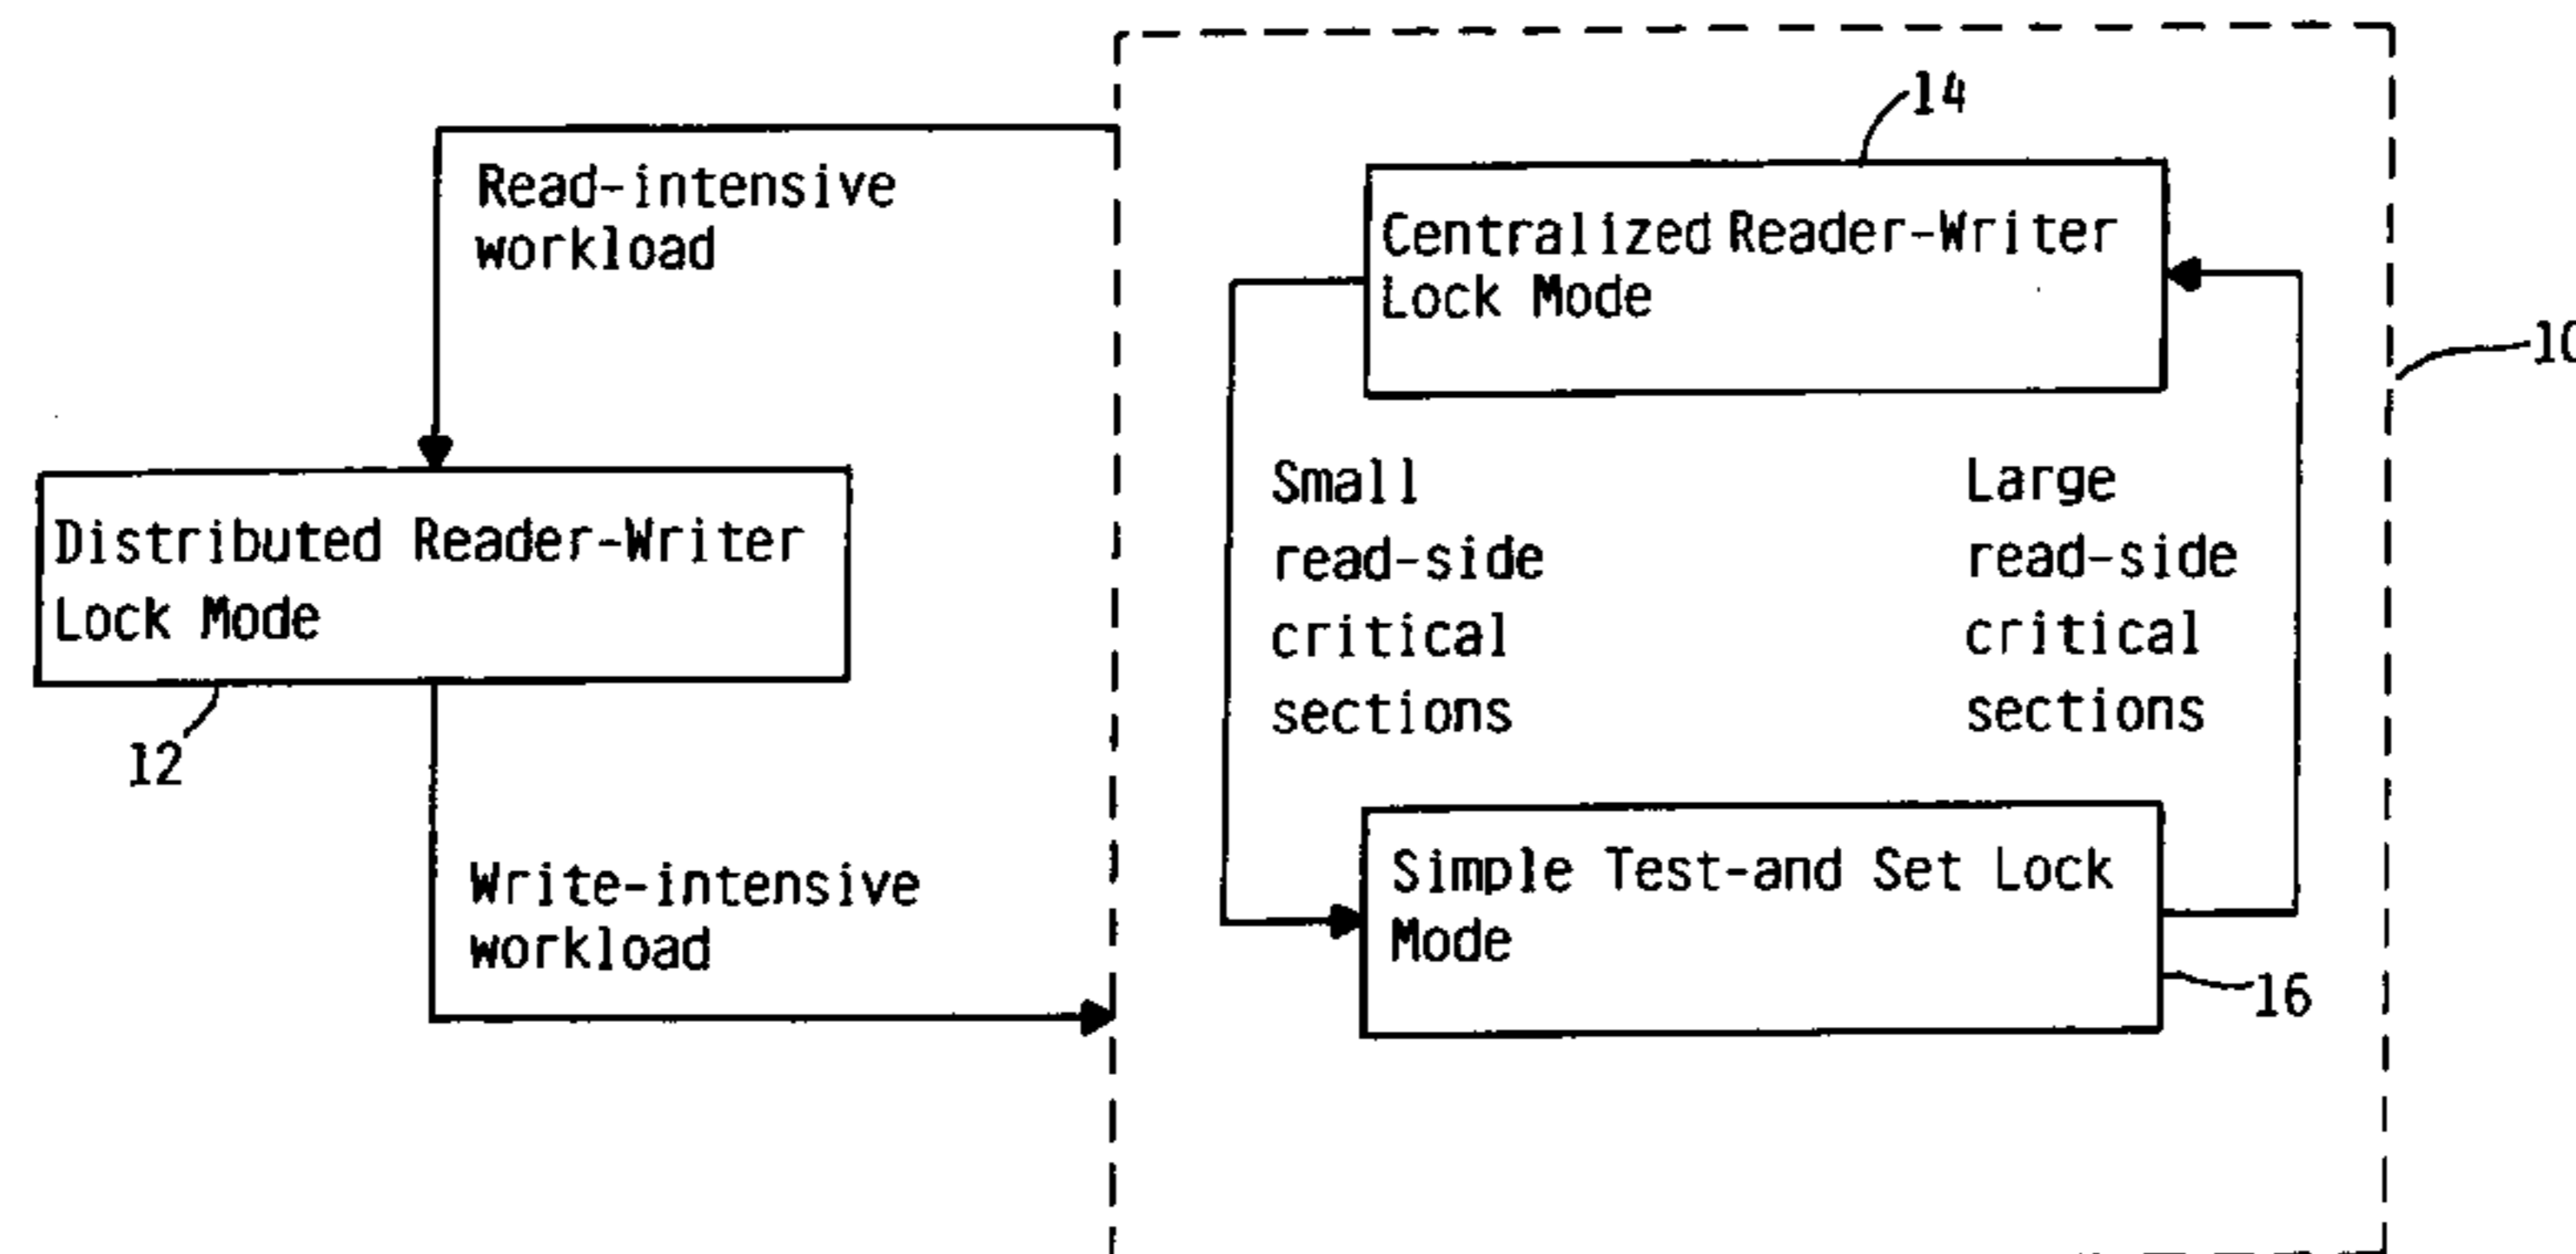 14
Read-intensive
workload
Centralized Reader-Writer
Lock Mode
10
Small
read-side
critical
sections
Large
read-side
critical
sections
Distributed Reader-Writer
Lock Mode
12
Write-intensive
workload
Simple Test-and Set Lock
Mode
16